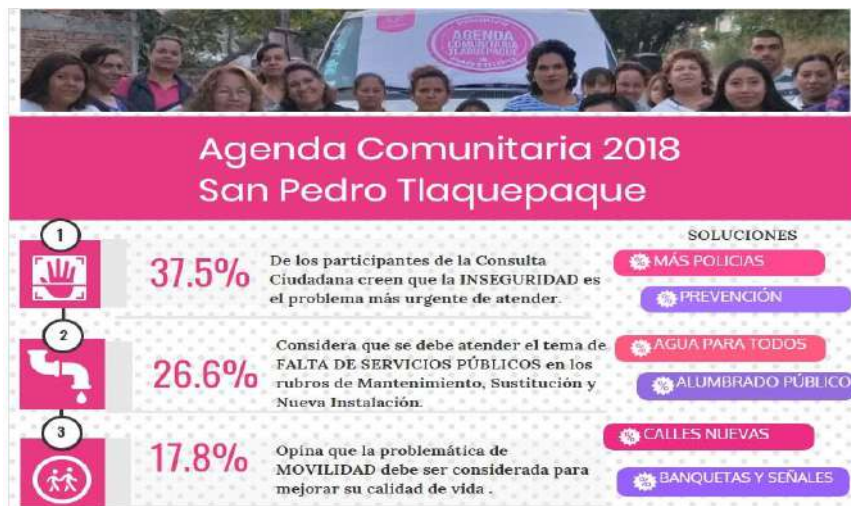 AGENDA
COMUNITARIA
TLAQUEPAQUE
Agenda Comunitaria 2018
San Pedro Tlaquepaque
SOLUCIONES
1
37.5%
De los participantes de la Consulta
Ciudadana creen que la INSEGURIDAD es
el problema más urgente de atender.
% MÁS POLICIAS
% PREVENCIÓN
2
26.6%
Considera que se debe atender el tema de
FALTA DE SERVICIOS PÚBLICOS en los
rubros de Mantenimiento, Sustitución y
Nueva Instalación.
% AGUA PARA TODOS
% ALUMBRADO PÚBLICO
3
17.8%
Opina que la problemática de
MOVILIDAD debe ser considerada para
mejorar su calidad de vida .
% CALLES NUEVAS
% BANQUETAS Y SEÑALES